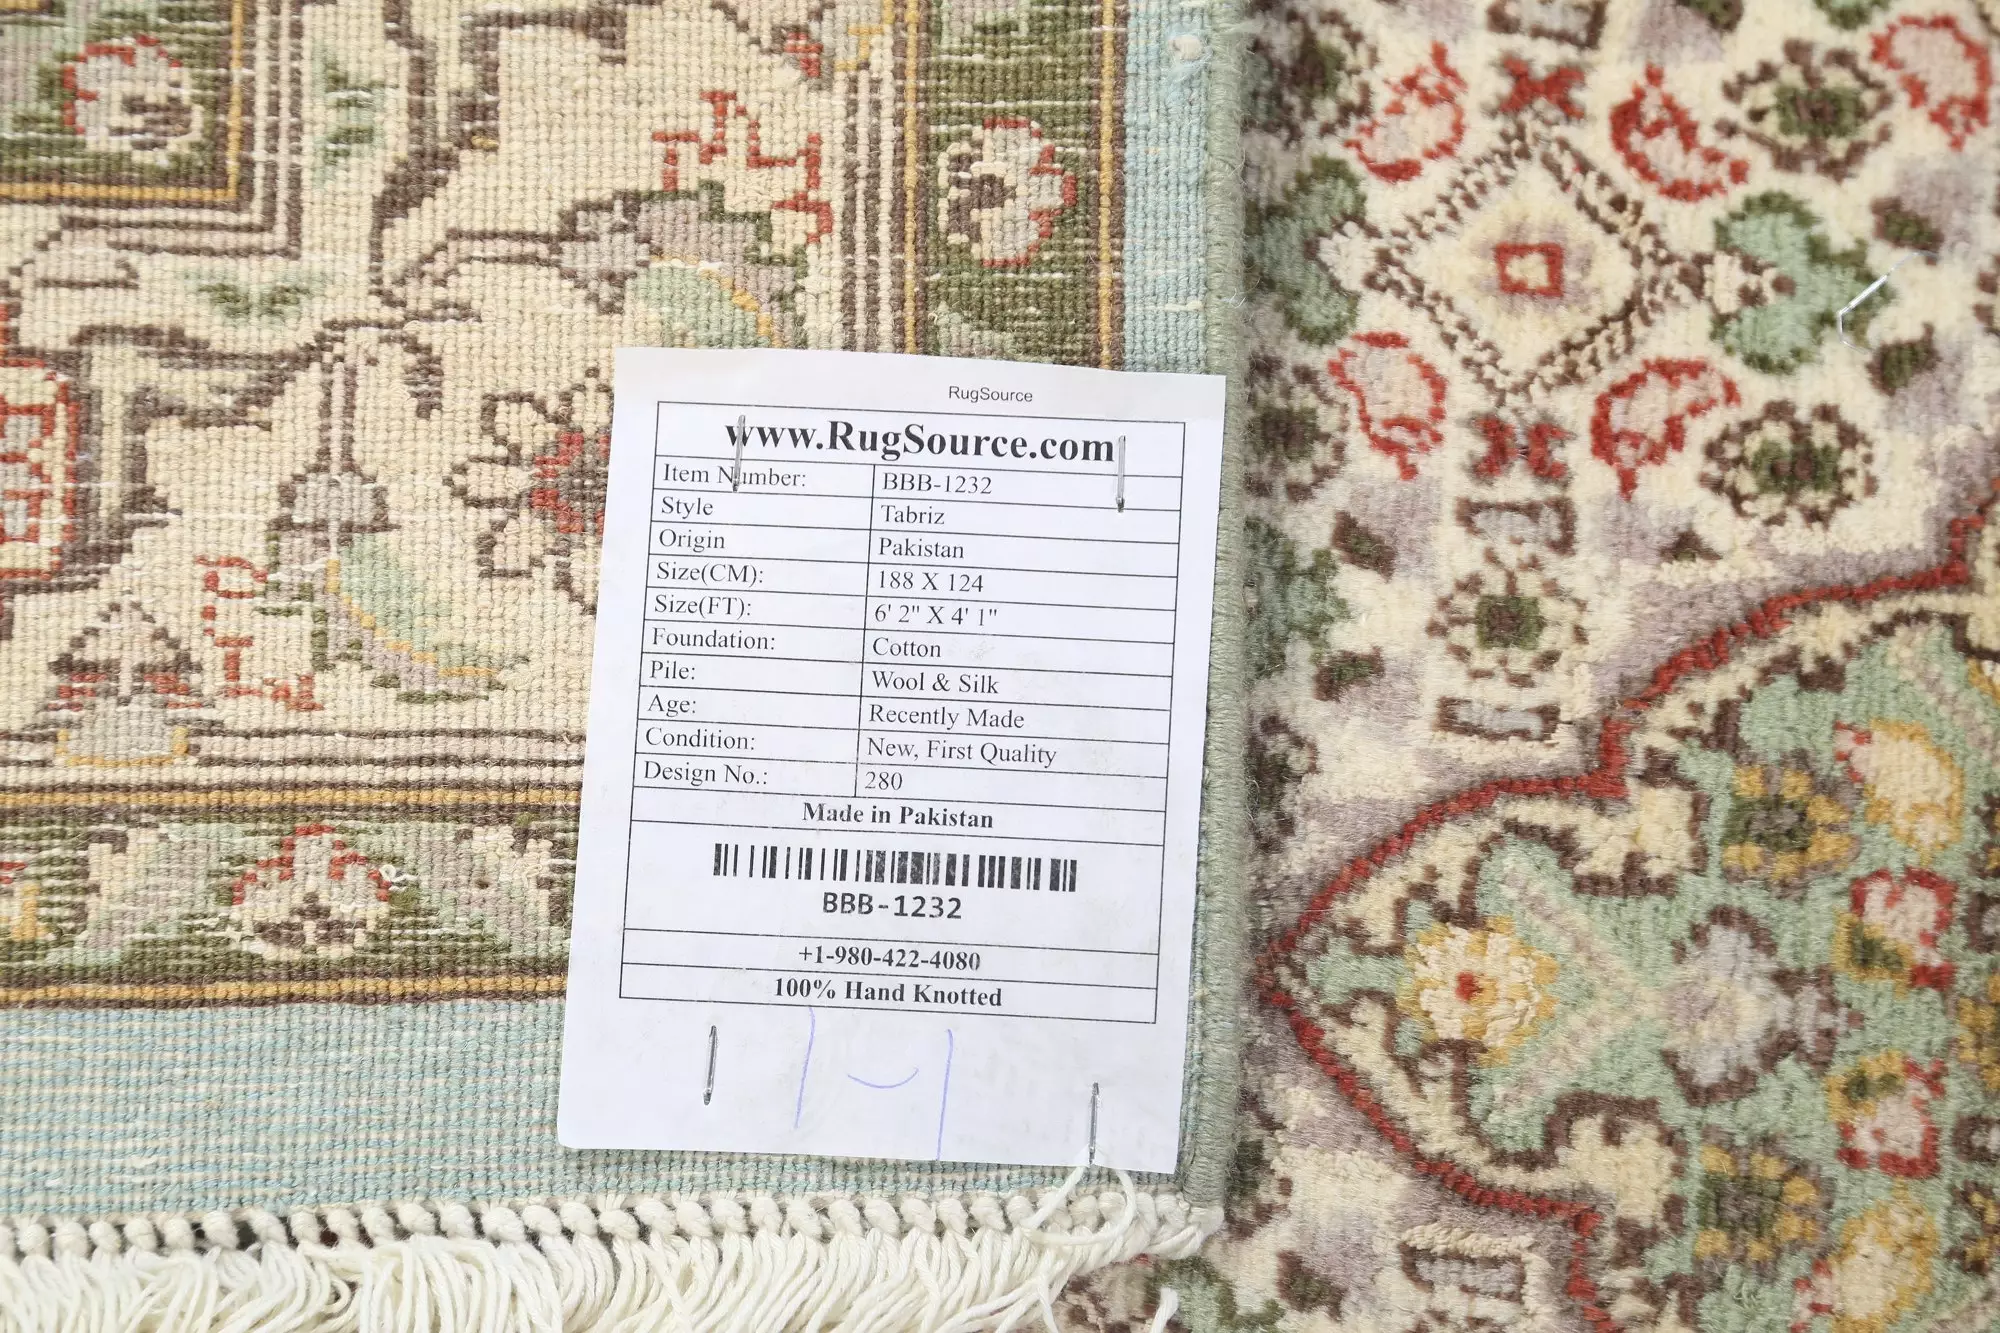 RugSource
www.RugSource.com
Item Number: BBB-1232
Style Tabriz
Origin Pakistan
Size(CM): 188 X 124
Size(FT): 6' 2" X 4' 1"
Foundation: Cotton
Pile: Wool & Silk
Age: Recently Made
Condition: New, First Quality
Design No.: 280
Made in Pakistan
BBB-1232
+1-980-422-4080
100% Hand Knotted